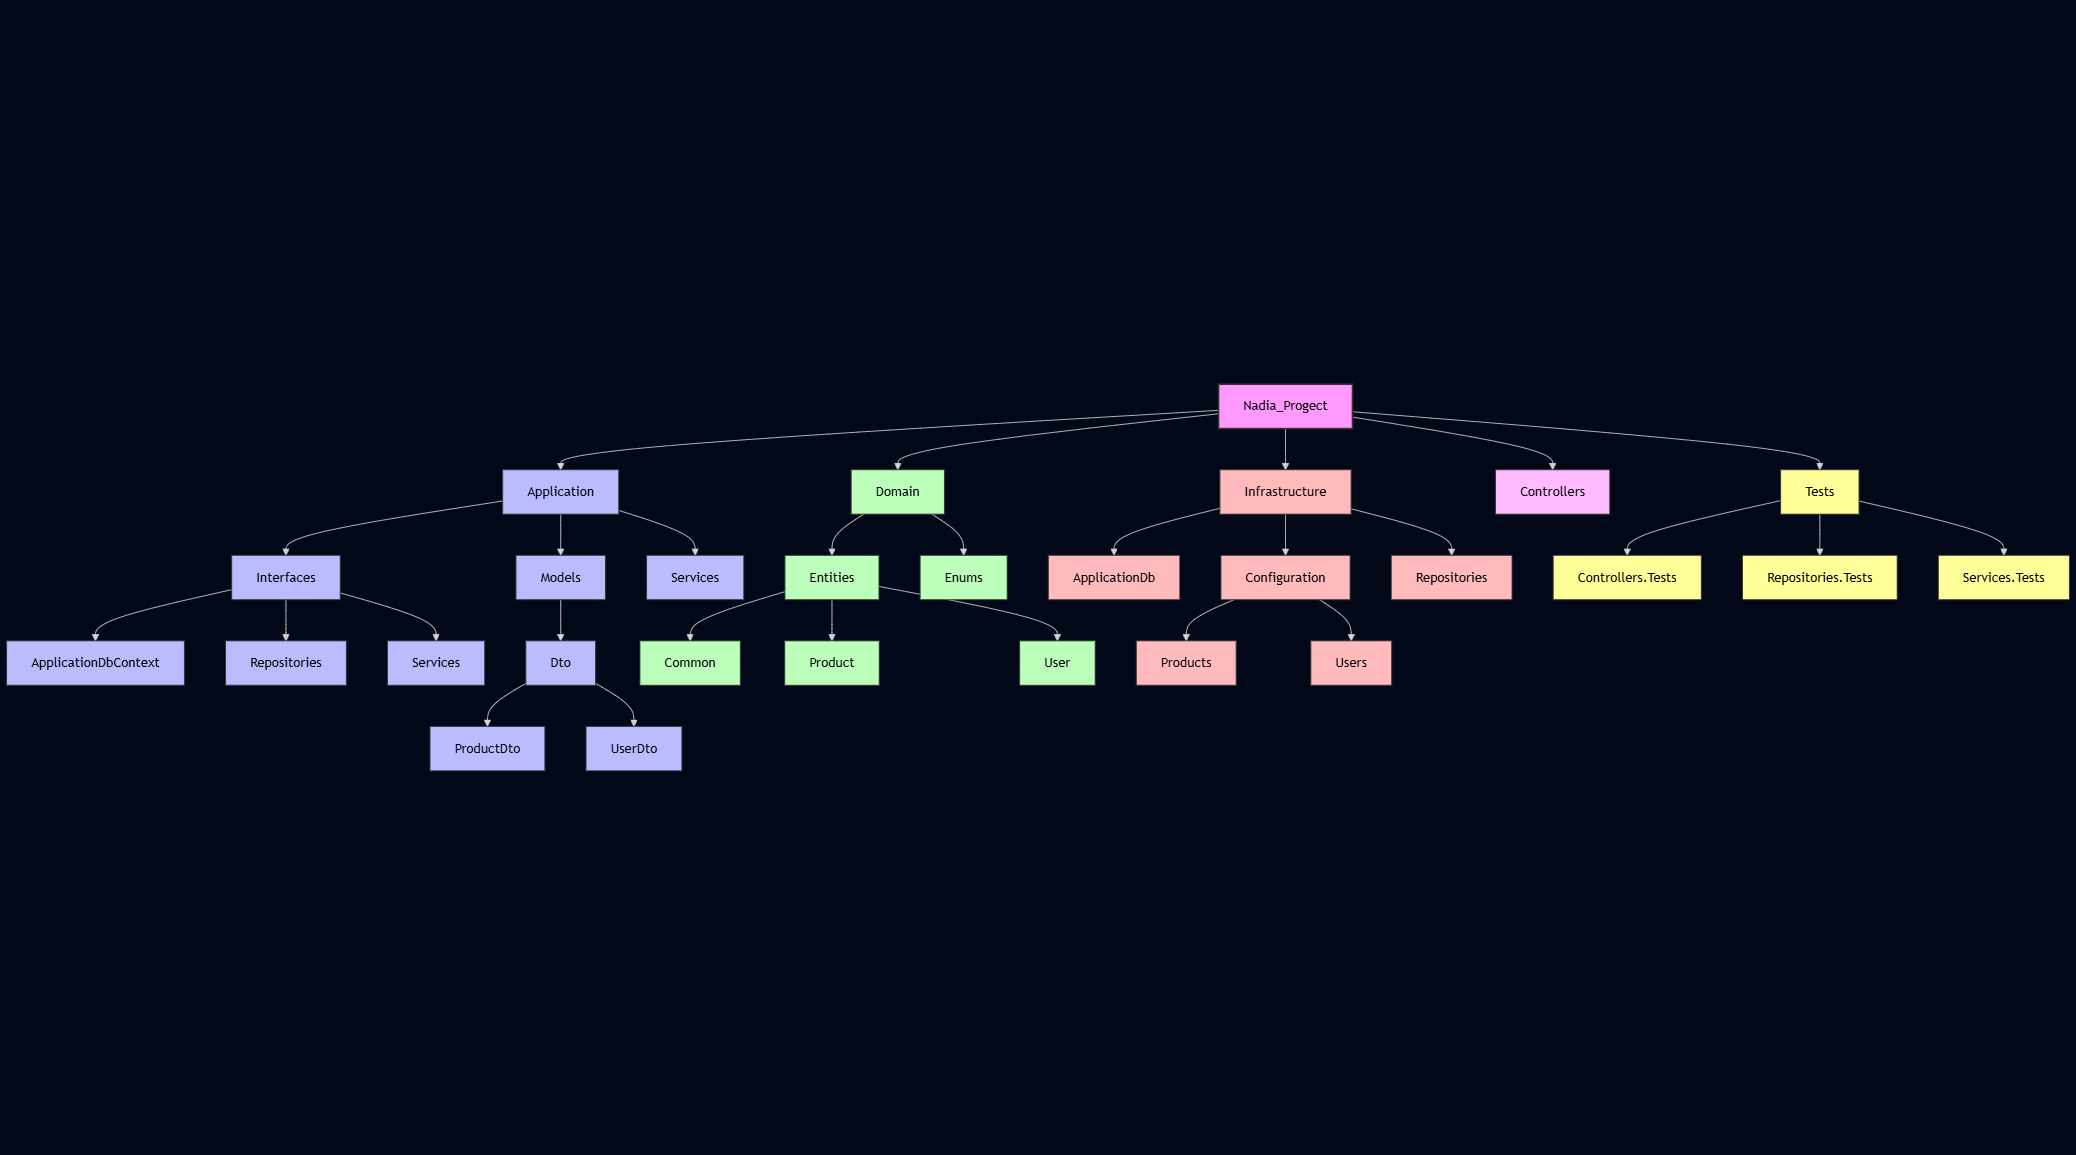 Nadia_Progect
Application
Domain
Infrastructure
Controllers
Tests
Interfaces
Models
Services
Entities
Enums
ApplicationDb
Configuration
Repositories
Controllers.Tests
Repositories.Tests
Services.Tests
ApplicationDbContext
Repositories
Services
Dto
Common
Product
User
Products
Users
ProductDto
UserDto